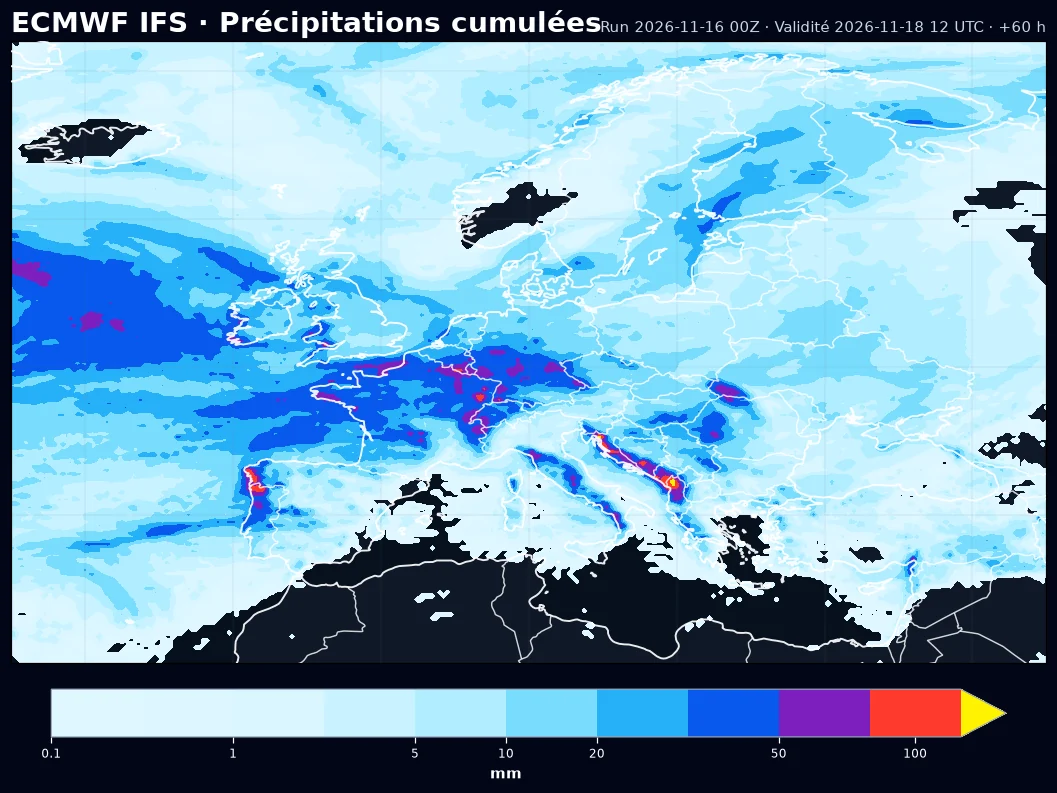 ECMWF IFS · Précipitations cumulées
Run 2026-11-16 00Z · Validité 2026-11-18 12 UTC · +60 h
0.1 1 5 10 20 50 100
mm